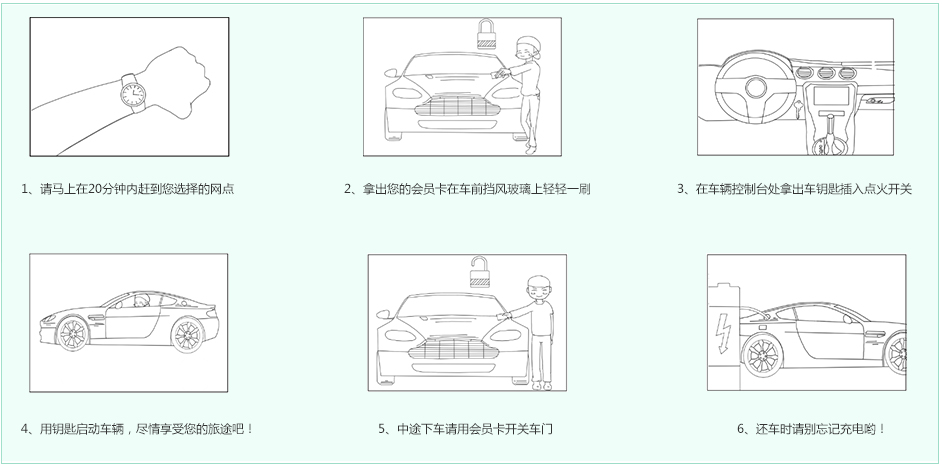 1、请马上在20分钟内赶到您选择的网点
2、拿出您的会员卡在车前挡风玻璃上轻轻一刷
3、在车辆控制台处拿出车钥匙插入点火开关
4、用钥匙启动车辆，尽情享受您的旅途吧！
5、中途下车请用会员卡开关车门
6、还车时请别忘记充电哟！